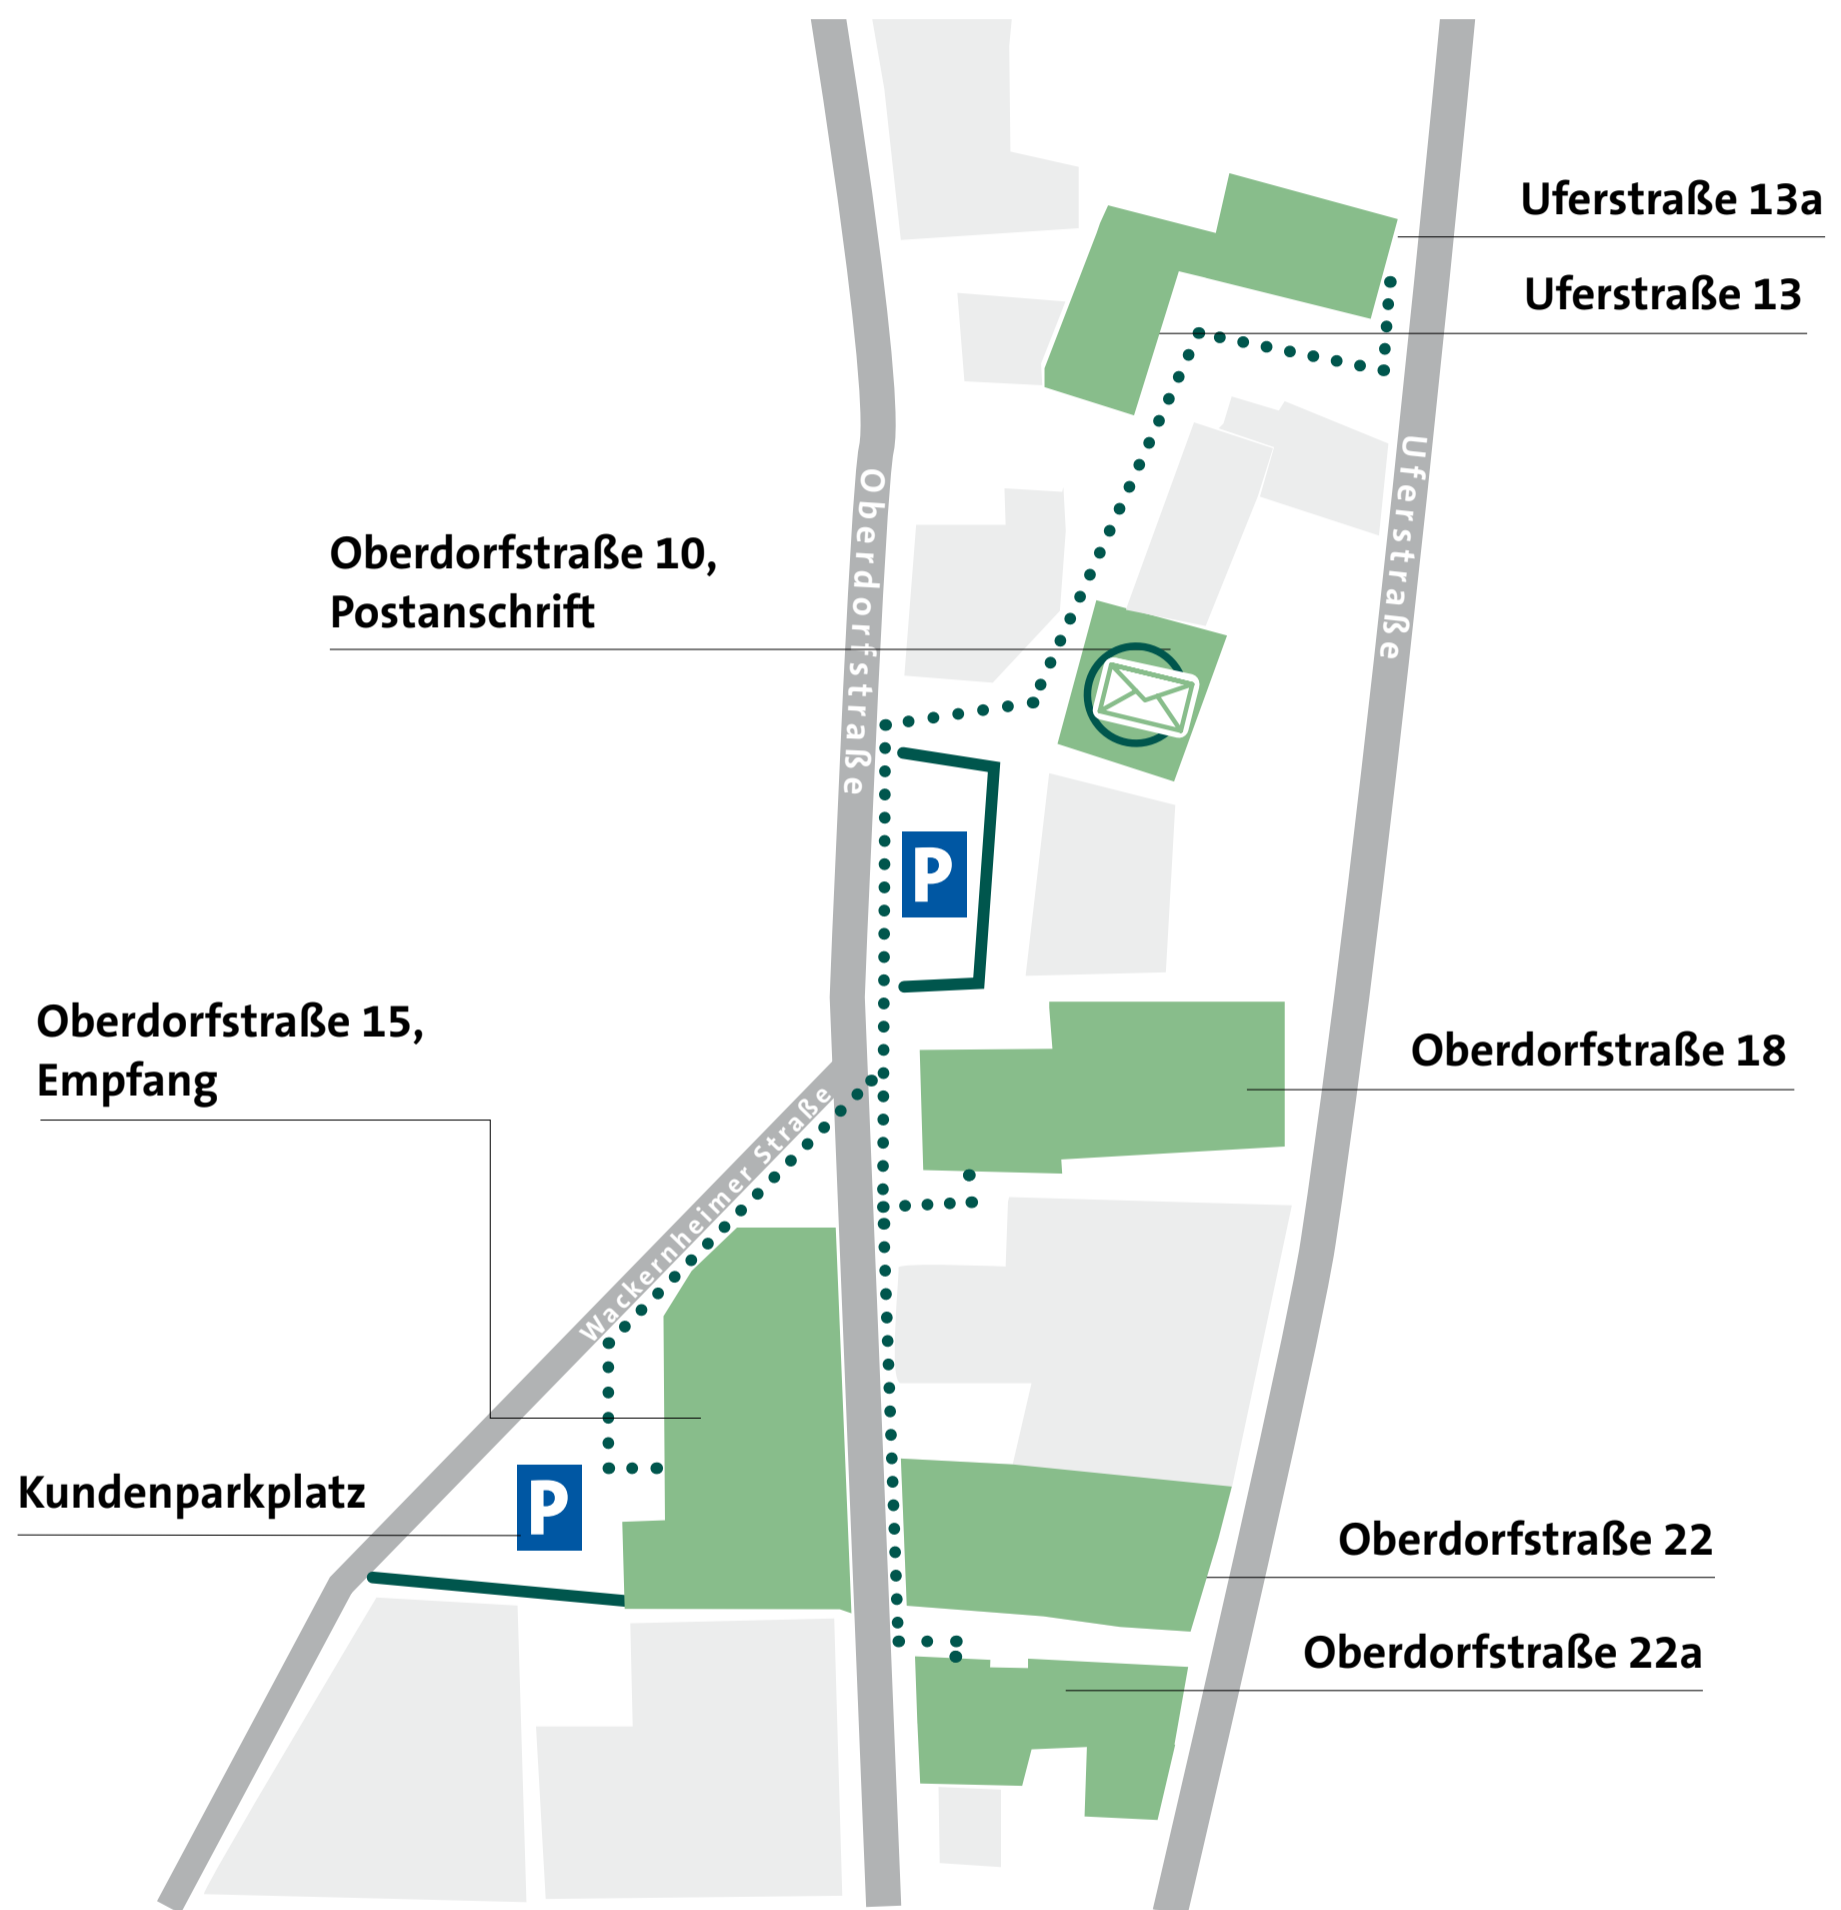 Uferstraße 13a
Uferstraße 13
Uferstraße
Oberdorfstraße
Oberdorfstraße 10,
Postanschrift
P
Oberdorfstraße 15,
Empfang
Oberdorfstraße 18
Wackernheimer Straße
Kundenparkplatz
P
Oberdorfstraße 22
Oberdorfstraße 22a